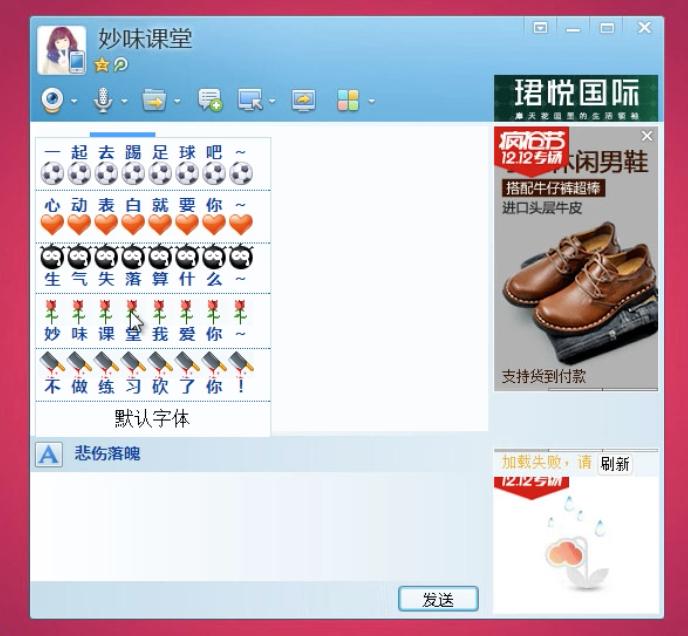 妙味课堂
珺悦国际
摩天花园里的生活领袖
疯抢节
12.12专场
休闲男鞋
搭配牛仔裤超棒
进口头层牛皮
支持货到付款
一起去踢足球吧~
心动表白就要你~
生气失落算什么~
妙味课堂我爱你~
不做练习砍了你!
默认字体
A 悲伤落魄
加载失败，请 刷新
12.12专场
发送